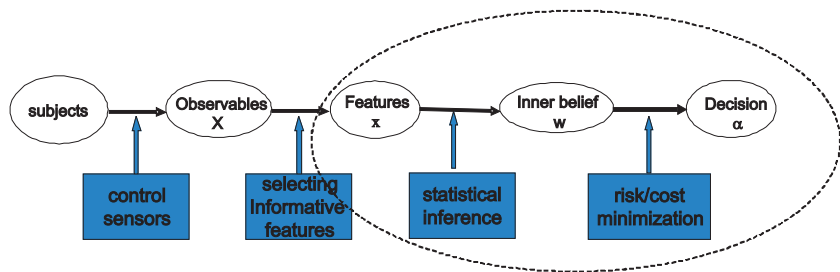 subjects
Observables
X
Features
x
Inner belief
w
Decision
α
control
sensors
selecting
Informative
features
statistical
inference
risk/cost
minimization